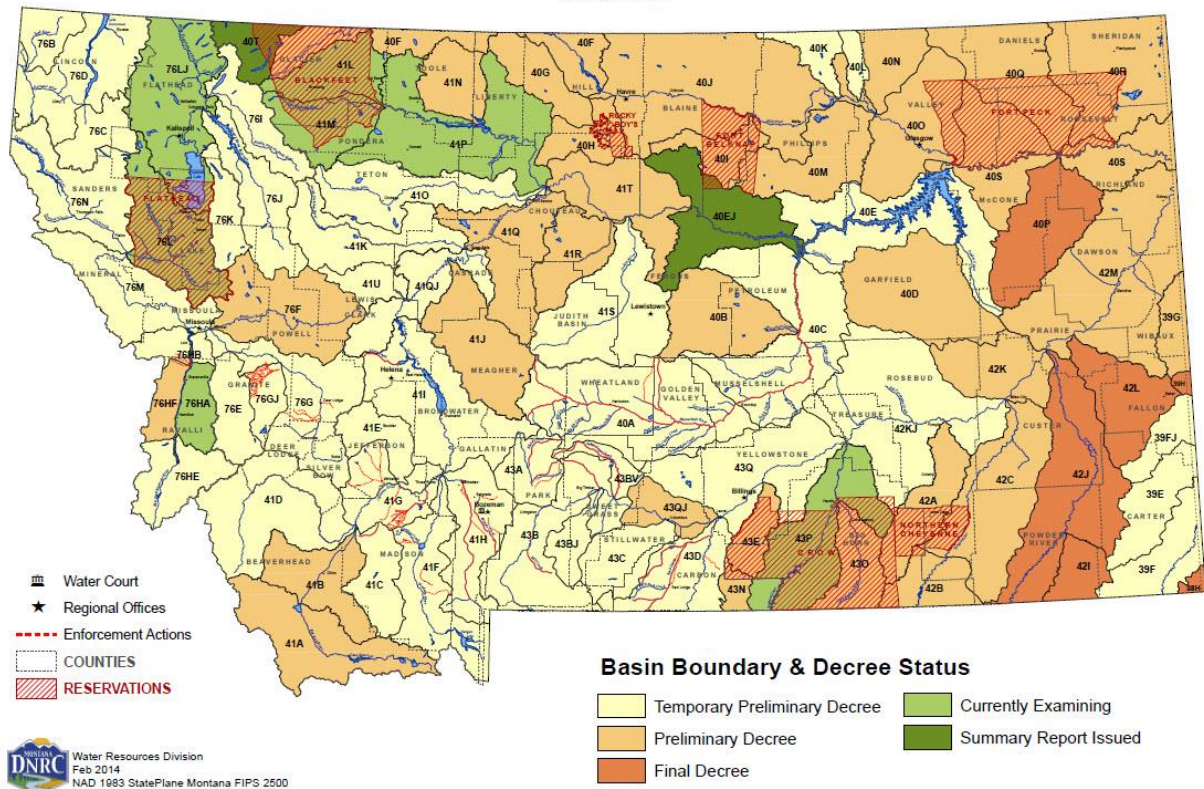 76B
LINCOLN
76D
76C
76LJ
FLATHEAD
Kalispell
40T
GLACIER
41L
BLACKFEET
41M
PONDERA
40F
TOOLE
41N
LIBERTY
41P
40G
40F
HILL
Havre
ROCKY
BOY'S
40H
40J
BLAINE
FORT
BELKNAP
40I
PHILLIPS
40M
40K
40L
40N
VALLEY
40O
Glasgow
DANIELS
SHERIDAN
40Q
40R
FORT PECK
ROOSEVELT
40S
40S
RICHLAND
McCONE
40P
DAWSON
42M
39G
WIBAUX
PRAIRIE
76I
SANDERS
76N
FLATHEAD
76L
LAKE
76K
76J
TETON
41O
41K
CHOUTEAU
41Q
41R
41T
40EJ
40E
FERGUS
PETROLEUM
GARFIELD
40D
MINERAL
76M
MISSOULA
Missoula
76F
POWELL
LEWIS
CLARK
41U
41QJ
CASCADE
41J
MEAGHER
JUDITH
BASIN
41S
Lewistown
40B
40C
76HB
76HF
76HA
RAVALLI
76HE
GRANITE
76E
76GJ
76G
DEER
LODGE
SILVER
BOW
Helena
41I
BROADWATER
41E
JEFFERSON
41G
GALLATIN
Bozeman
41H
WHEATLAND
GOLDEN
VALLEY
MUSSELSHELL
40A
ROSEBUD
TREASURE
42KJ
42K
CUSTER
42L
39H
FALLON
39FJ
42J
42C
39E
CARTER
39F
39H
POWDER
RIVER
42I
43A
PARK
43BV
SWEET
GRASS
43B
43BJ
STILLWATER
43C
43QJ
43D
CARBON
YELLOWSTONE
43Q
Billings
43E
43N
43P
CROW
BIG
HORN
43O
42A
NORTHERN
CHEYENNE
42B
41D
BEAVERHEAD
41B
41A
41C
MADISON
41F
Water Court
Regional Offices
Enforcement Actions
COUNTIES
RESERVATIONS
Basin Boundary & Decree Status
Temporary Preliminary Decree
Preliminary Decree
Final Decree
Currently Examining
Summary Report Issued
MONTANA
DNRC
Water Resources Division
Feb 2014
NAD 1983 StatePlane Montana FIPS 2500